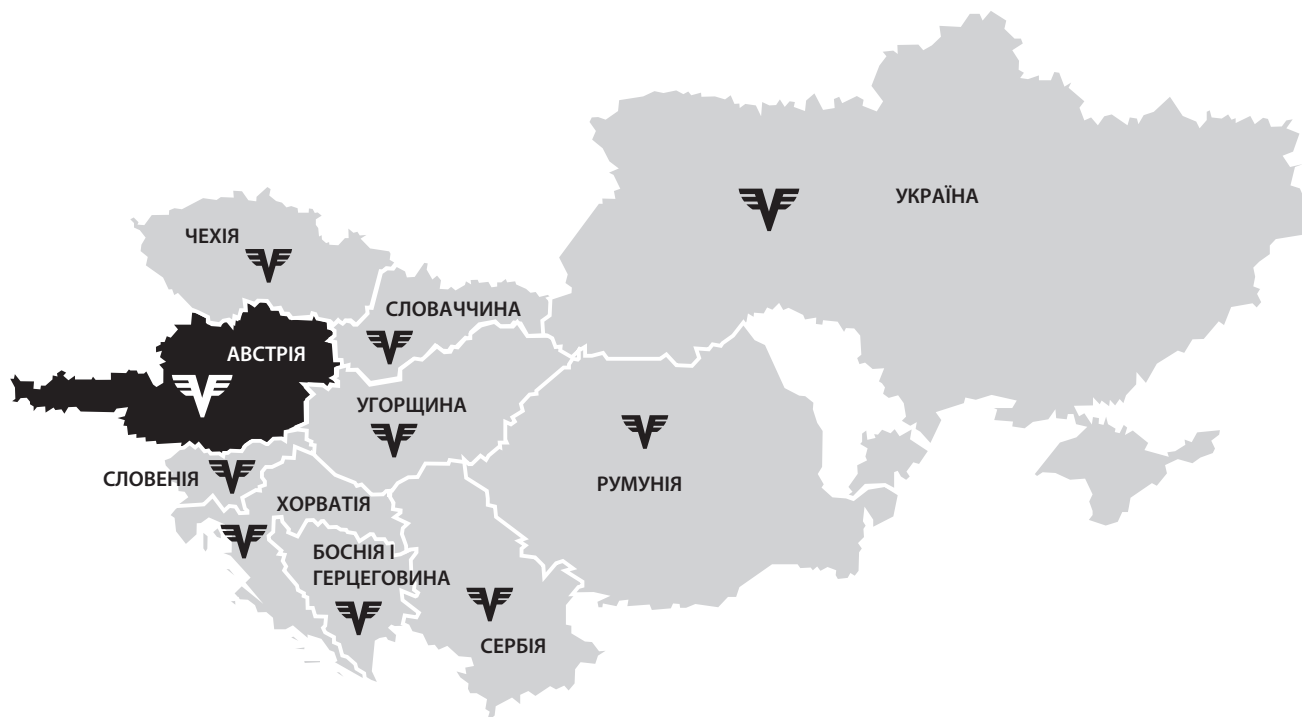 УКРАЇНА
ЧЕХІЯ
СЛОВАЧЧИНА
АВСТРІЯ
УГОРЩИНА
СЛОВЕНІЯ
РУМУНІЯ
ХОРВАТІЯ
БОСНІЯ І
ГЕРЦЕГОВИНА
СЕРБІЯ